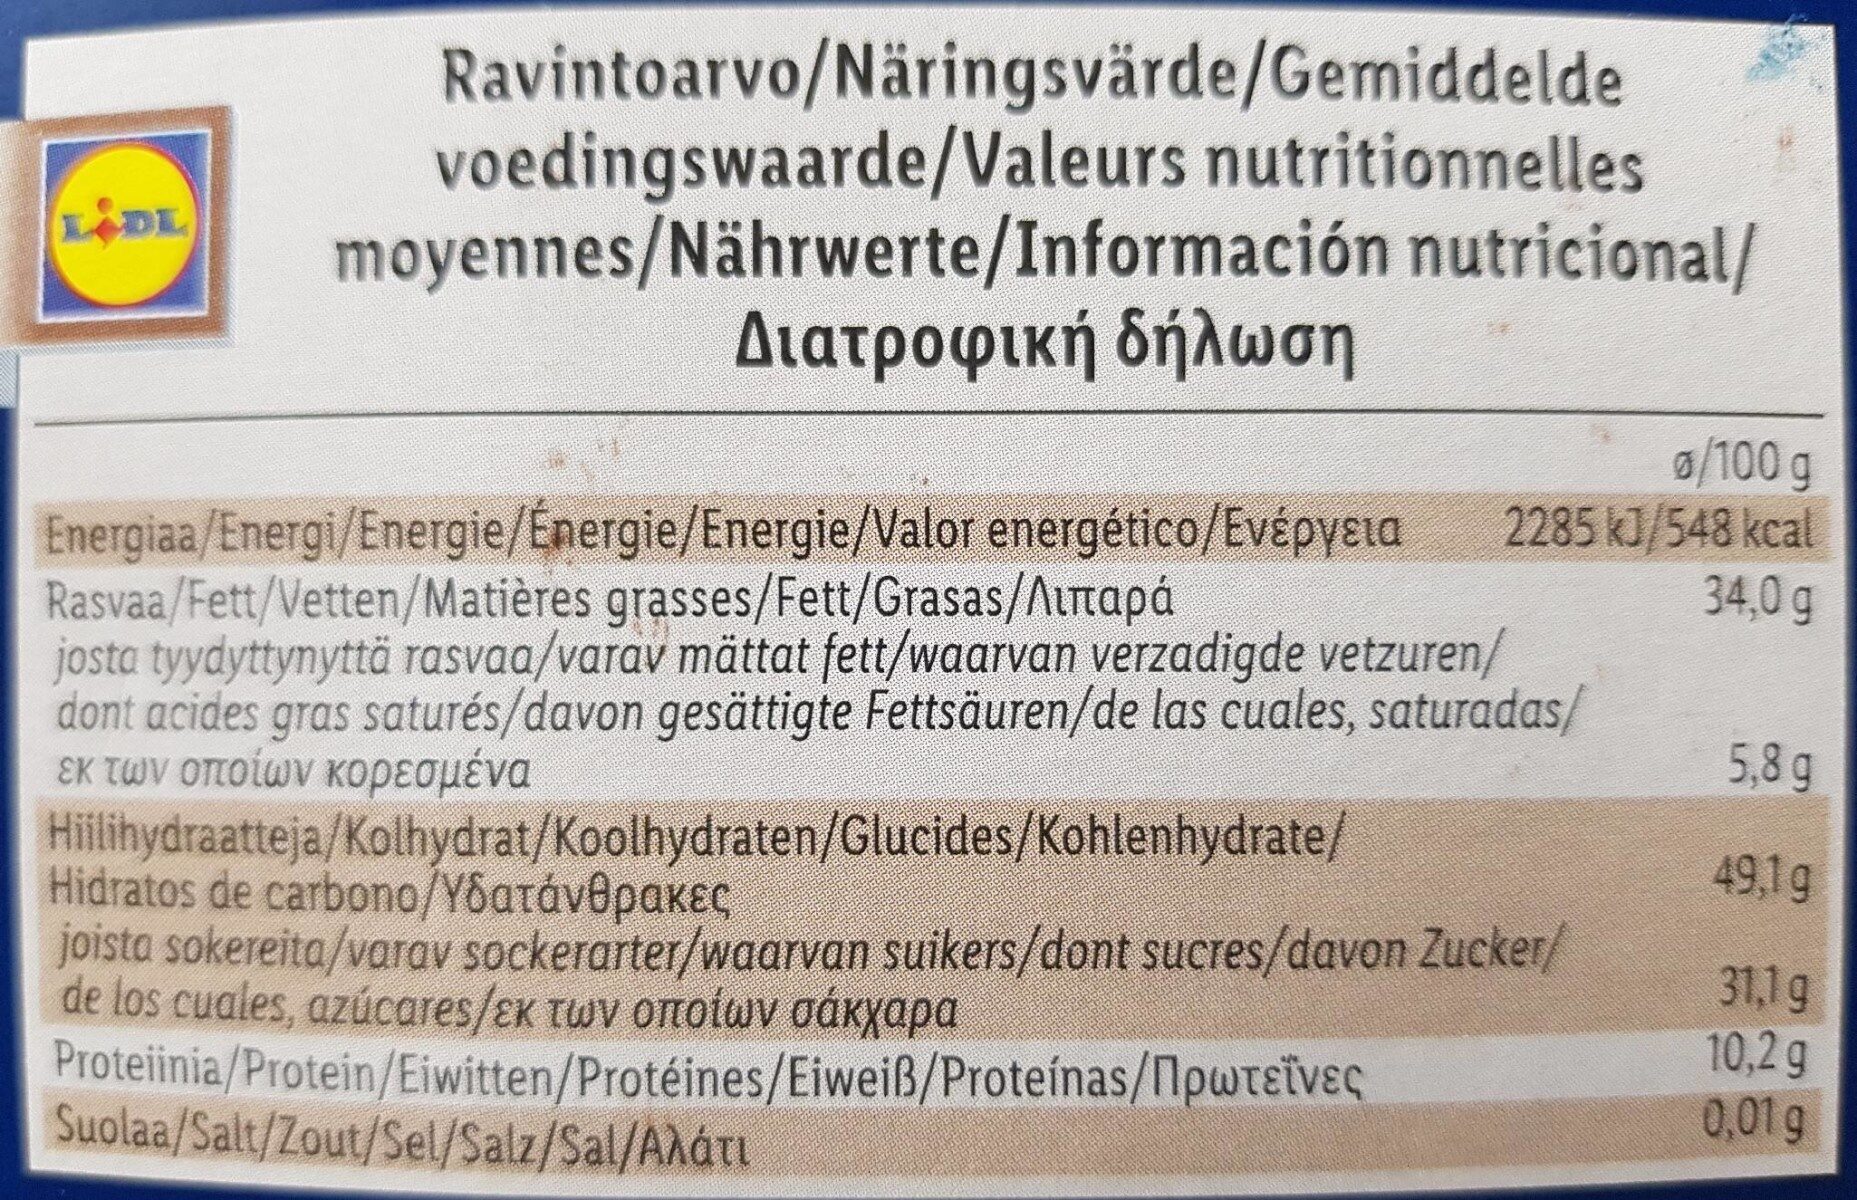 Ravintoarvo/Näringsvärde/Gemiddelde
voedingswaarde/Valeurs nutritionnelles
moyennes/Nährwerte/Información nutricional/
Διατροφική δήλωση
LIDL
ø/100 g
Energiaa/Energi/Energie/Énergie/Energie/Valor energético/Ενέργεια 2285 kJ/548 kcal
Rasvaa/Fett/Vetten/Matières grasses/Fett/Grasas/Λιπαρά 34,0 g
josta tyydyttynyttä rasvaa/varav mättat fett/waarvan verzadigde vetzuren/
dont acides gras saturés/davon gesättigte Fettsäuren/de las cuales, saturadas/
εκ των οποίων κορεσμένα 5,8 g
Hiilihydraatteja/Kolhydrat/Koolhydraten/Glucides/Kohlenhydrate/
Hidratos de carbono/Υδατάνθρακες 49,1 g
joista sokereita/varav sockerarter/waarvan suikers/dont sucres/davon Zucker/
de los cuales, azúcares/εκ των οποίων σάκχαρα 31,1 g
Proteiinia/Protein/Eiwitten/Protéines/Eiweiß/Proteínas/Πρωτεΐνες 10,2 g
Suolaa/Salt/Zout/Sel/Salz/Sal/Αλάτι 0,01 g